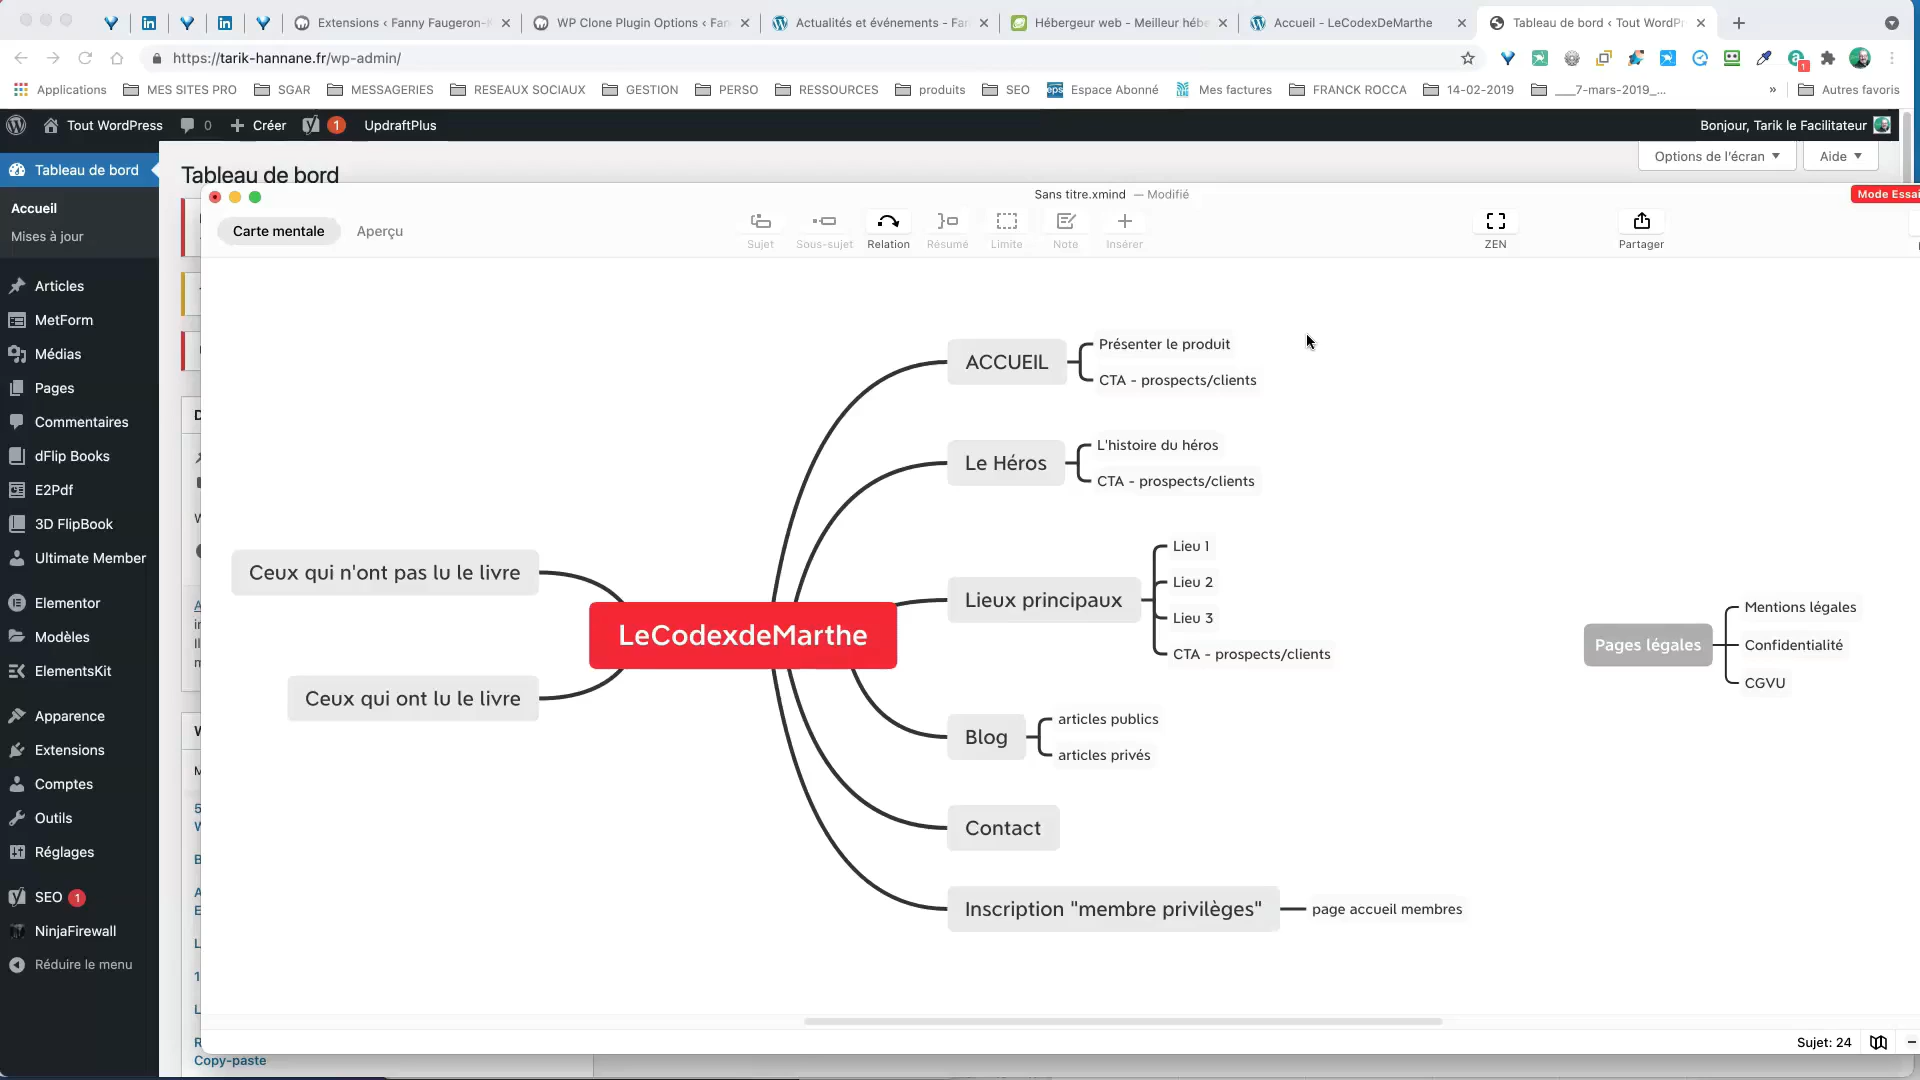 Extensions ‹ Fanny Faugeron-
WP Clone Plugin Options ‹ Fan
Actualités et événements - Fan
Hébergeur web - Meilleur hébe
Accueil - LeCodexDeMarthe
Tableau de bord ‹ Tout WordPr
https://tarik-hannane.fr/wp-admin/
Applications
MES SITES PRO
SGAR
MESSAGERIES
RESEAUX SOCIAUX
GESTION
PERSO
RESSOURCES
produits
SEO
Espace Abonné
Mes factures
FRANCK ROCCA
14-02-2019
___7-mars-2019_...
»
Autres favoris
Tout WordPress
0
Créer
1
UpdraftPlus
Bonjour, Tarik le Facilitateur
Tableau de bord
Options de l'écran
Aide
Tableau de bord
Accueil
Mises à jour
Articles
MetForm
Médias
Pages
Commentaires
dFlip Books
E2Pdf
3D FlipBook
Ultimate Member
Elementor
Modèles
ElementsKit
Apparence
Extensions
Comptes
Outils
Réglages
SEO 1
NinjaFirewall
Réduire le menu
Copy-paste
Sans titre.xmind — Modifié
Mode Essai
Carte mentale
Aperçu
Sujet
Sous-sujet
Relation
Résumé
Limite
Note
Insérer
ZEN
Partager
ACCUEIL
Présenter le produit
CTA - prospects/clients
Le Héros
L'histoire du héros
CTA - prospects/clients
Lieux principaux
Lieu 1
Lieu 2
Lieu 3
CTA - prospects/clients
Ceux qui n'ont pas lu le livre
LeCodexdeMarthe
Ceux qui ont lu le livre
Blog
articles publics
articles privés
Contact
Inscription "membre privilèges"
page accueil membres
Pages légales
Mentions légales
Confidentialité
CGVU
Sujet: 24